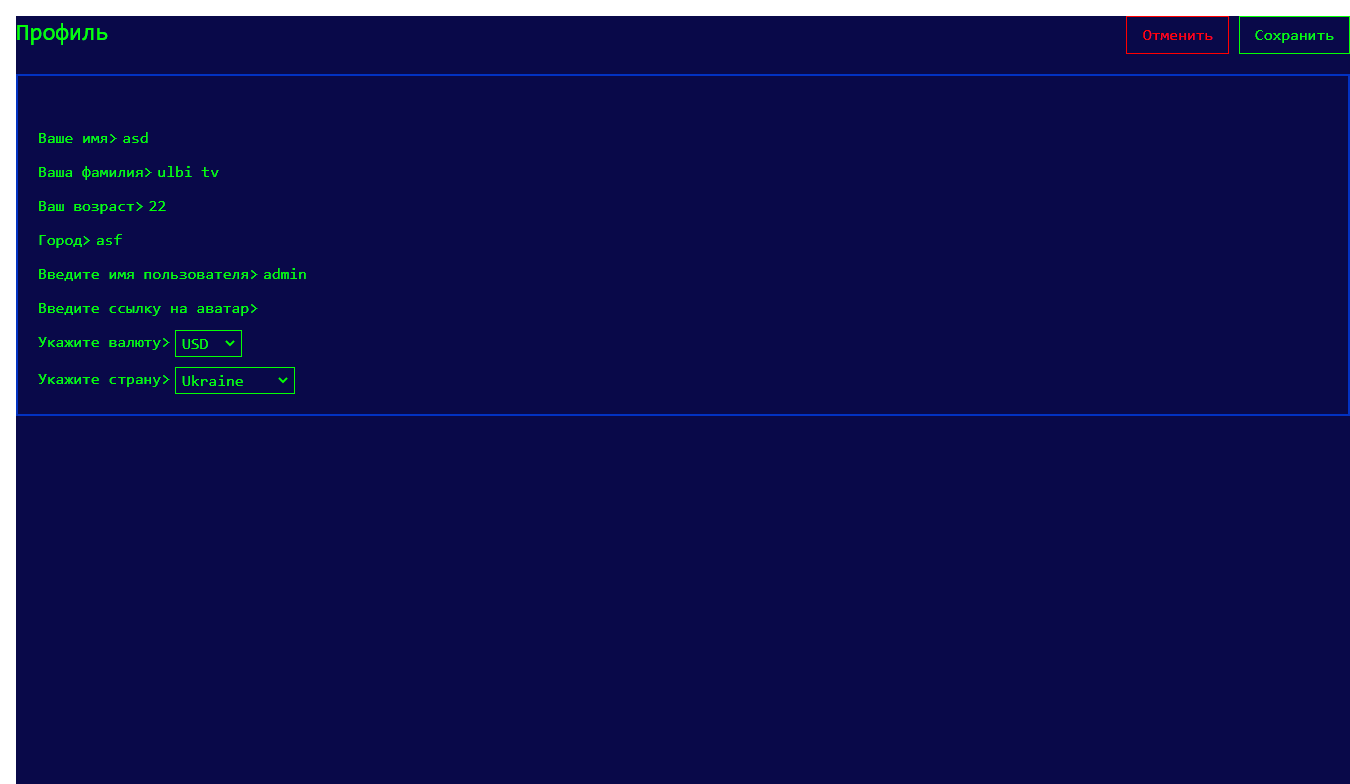 Профиль
Отменить
Сохранить
Ваше имя> asd
Ваша фамилия> ulbi tv
Ваш возраст> 22
Город> asf
Введите имя пользователя> admin
Введите ссылку на аватар>
Укажите валюту> USD
Укажите страну> Ukraine